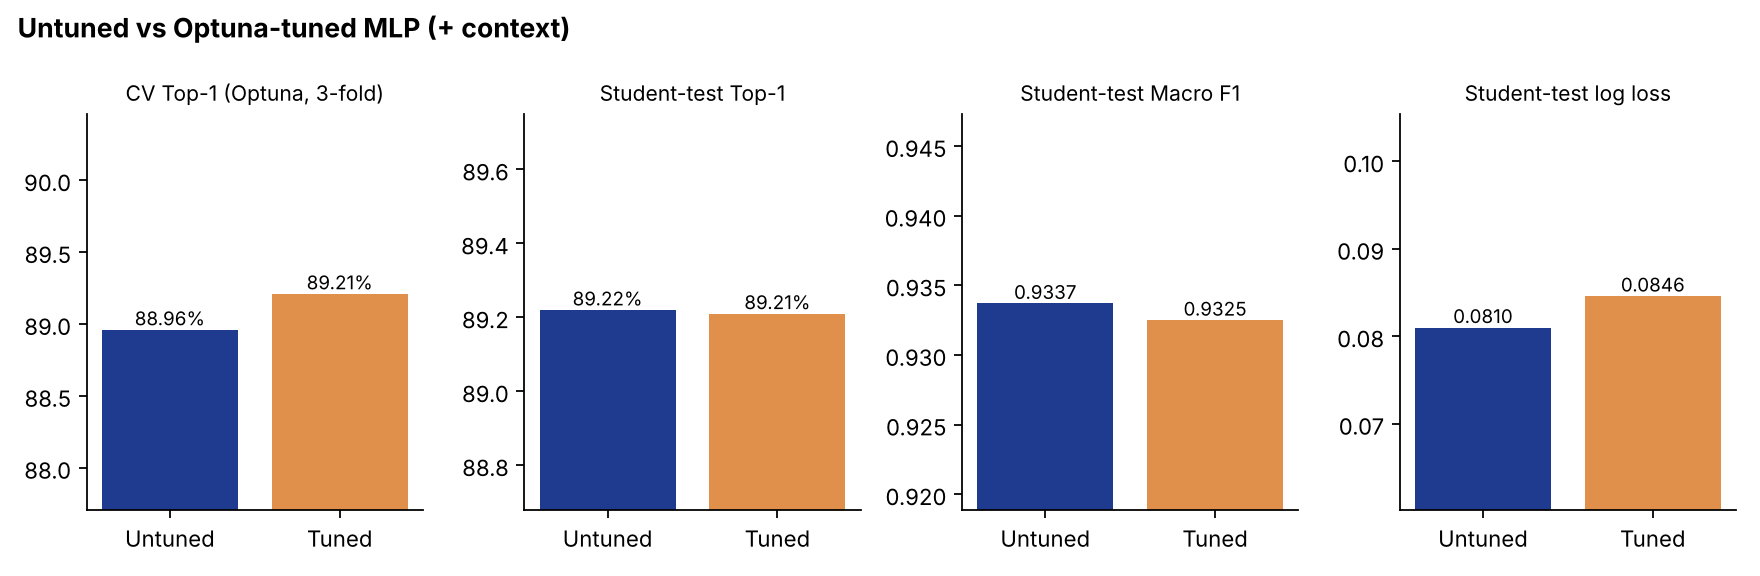 Untuned vs Optuna-tuned MLP (+ context)
CV Top-1 (Optuna, 3-fold)
90.0
89.5
89.0
88.5
88.0
88.96%
89.21%
Untuned
Tuned
Student-test Top-1
89.6
89.4
89.2
89.0
88.8
89.22%
89.21%
Untuned
Tuned
Student-test Macro F1
0.945
0.940
0.935
0.930
0.925
0.920
0.9337
0.9325
Untuned
Tuned
Student-test log loss
0.10
0.09
0.08
0.07
0.0810
0.0846
Untuned
Tuned